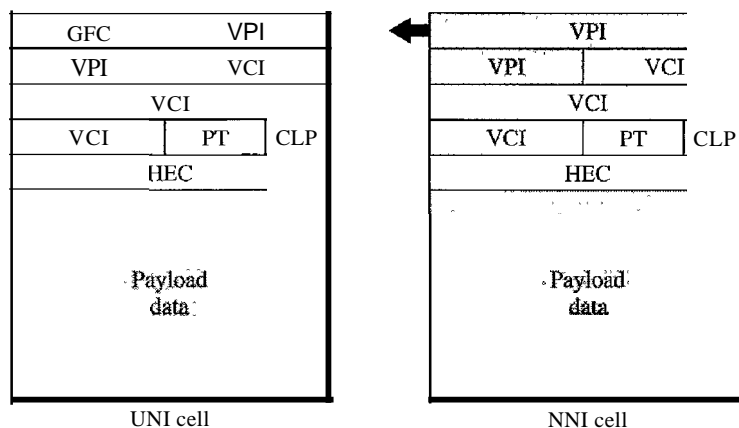 GFC VPI
VPI VCI
VCI
VCI PT CLP
HEC
Payload
data
UNI cell
VPI
VPI VCI
VCI
VCI PT CLP
HEC
Payload
data
NNI cell